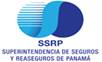 SSRP
SUPERINTENDENCIA DE SEGUROS
Y REASEGUROS DE PANAMÁ